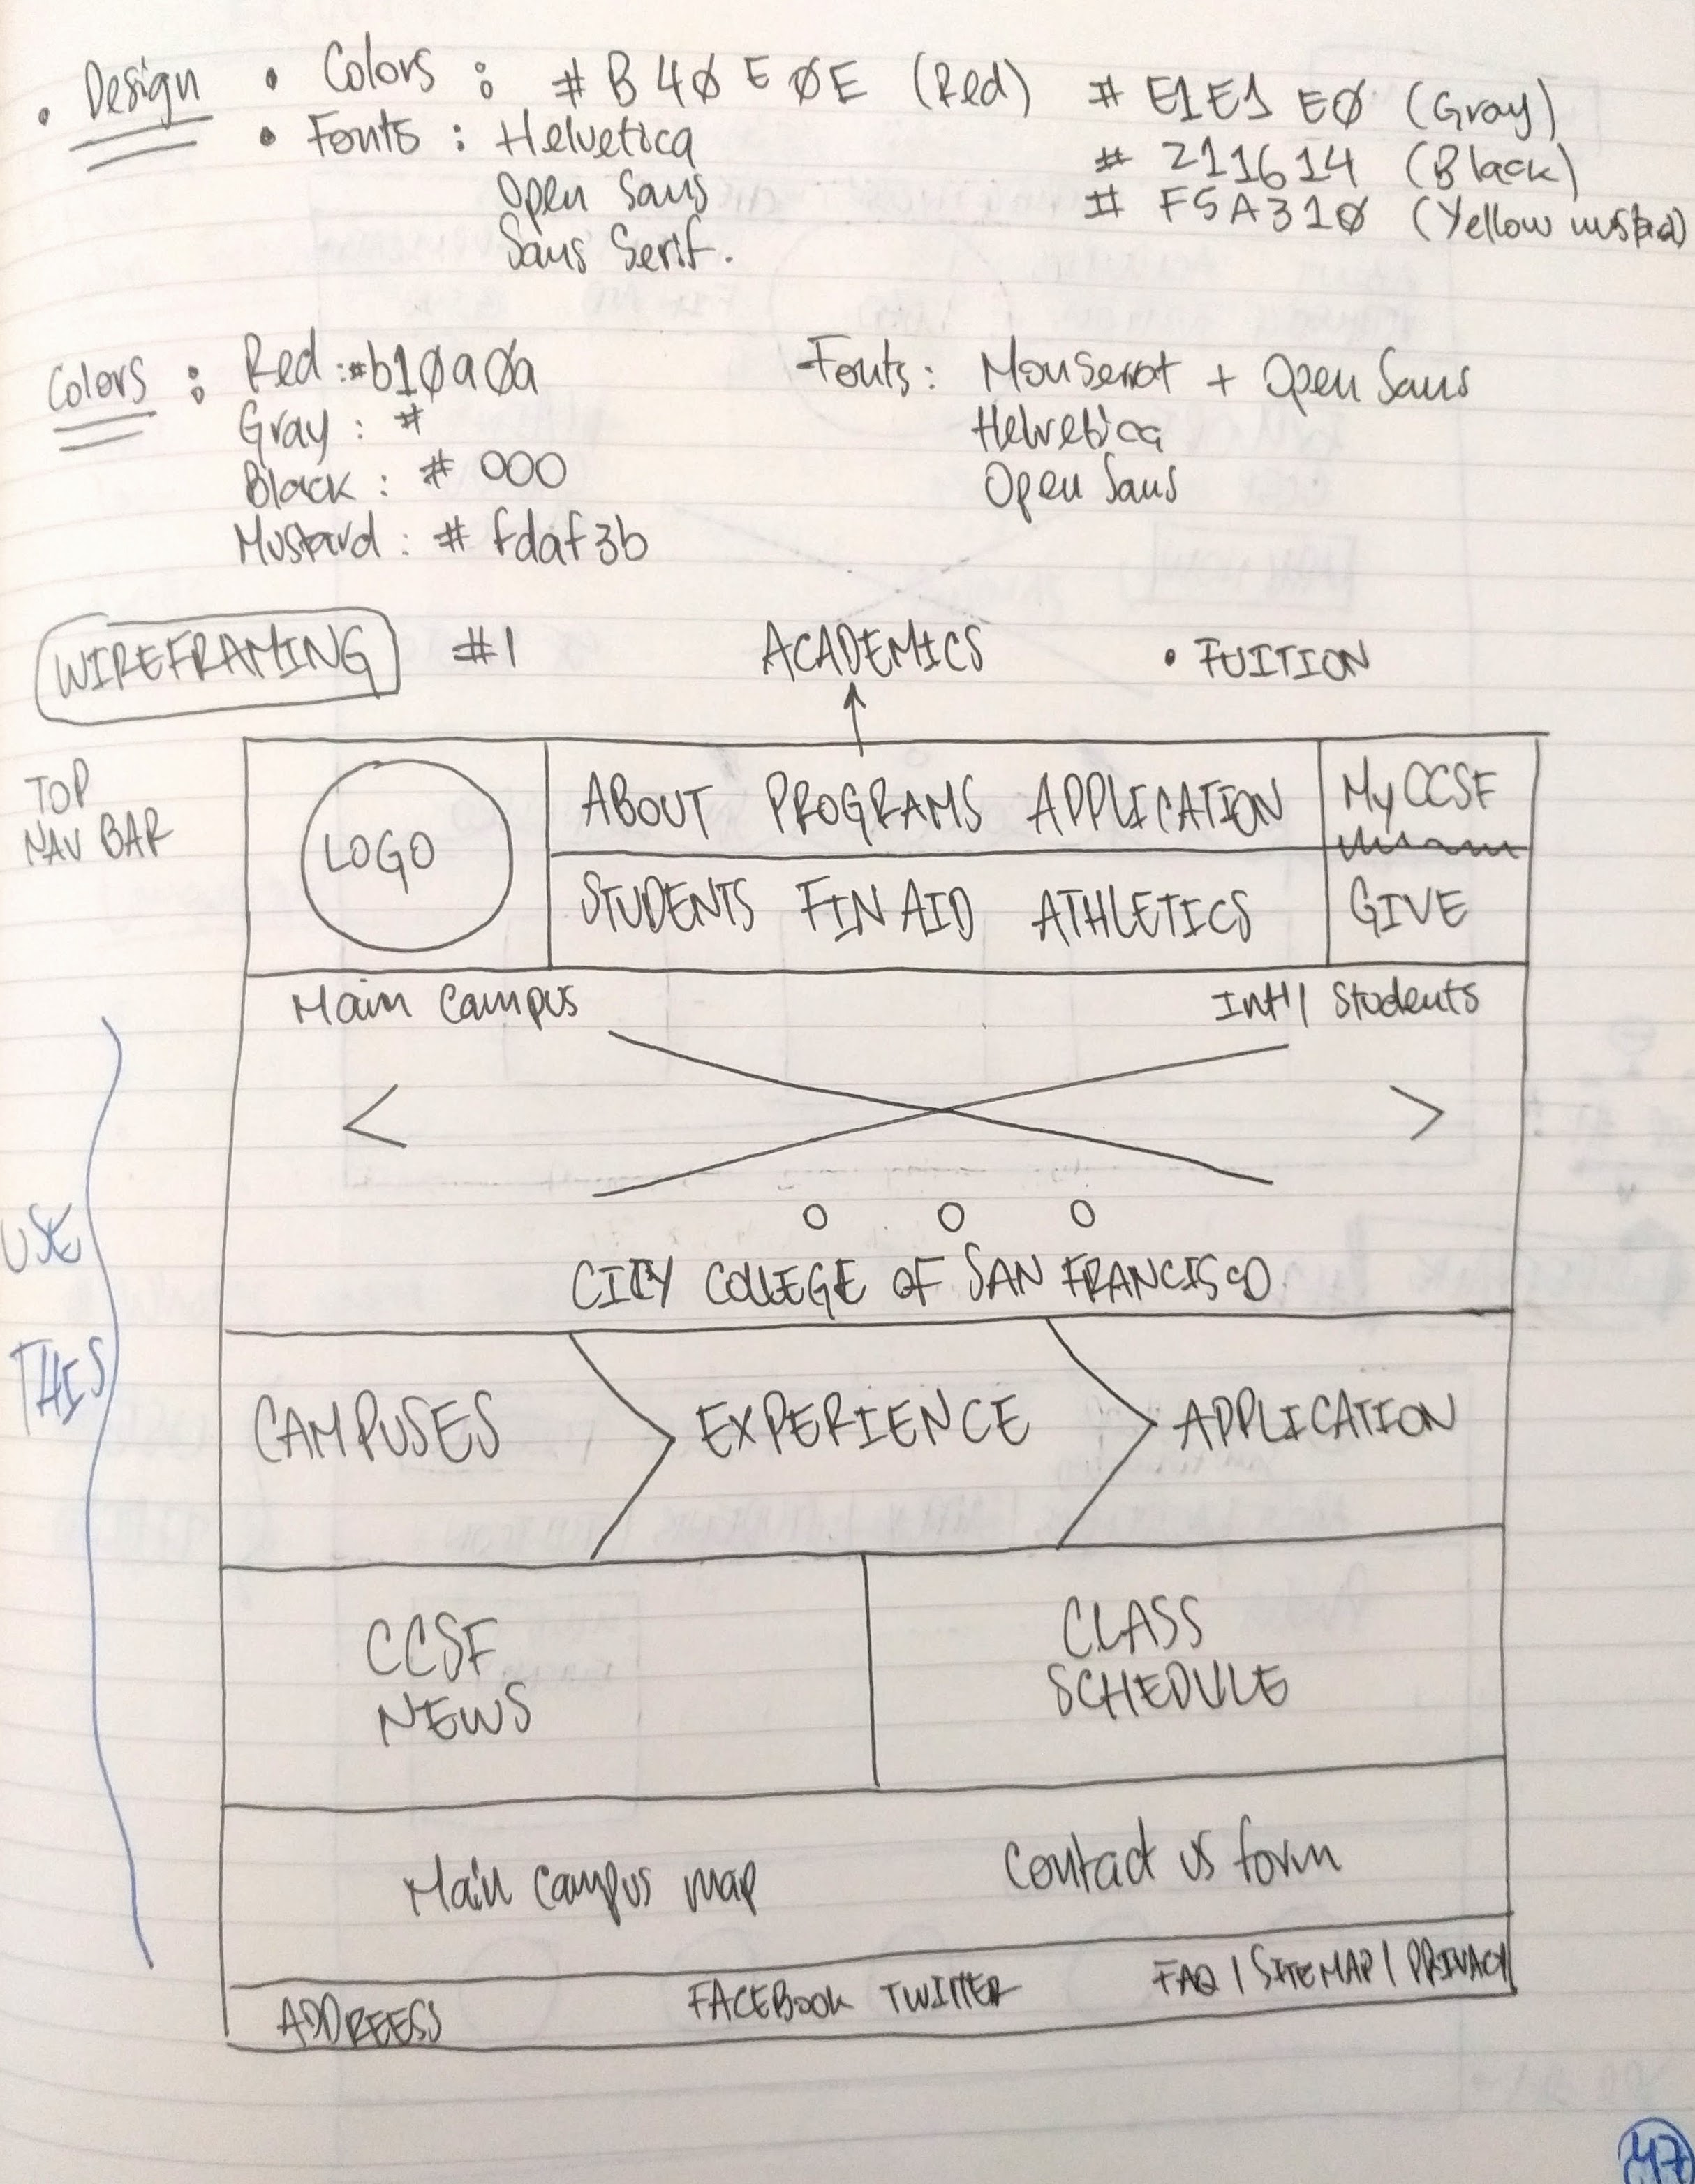 • Design • Colors : #B40E0E (Red) #E1E1E0 (Gray)
• Fonts : Helvetica #211614 (Black)
Open Sans #F5A310 (Yellow mustard)
Sans Serif.
Colors : Red : #b10a0a Fonts : Monserrat + Open Sans
Gray : # Helvetica
Black : # 000 Open Sans
Mustard : # fdaf3b
WIREFRAMING #1 ACADEMICS • FUITION
TOP
NAV BAR
LOGO
ABOUT PROGRAMS APPLICATION My CCSF
STUDENTS FIN AID ATHLETICS GIVE
Main Campus Int'l Students
< >
USE
THIS
CITY COLLEGE OF SAN FRANCISCO
CAMPUSES EXPERIENCE APPLICATION
CCSF
NEWS
CLASS
SCHEDULE
Main Campus map Contact us form
ADDREESS FACEBOOK TWITTER FAQ | SITEMAP | PRIVACY
47